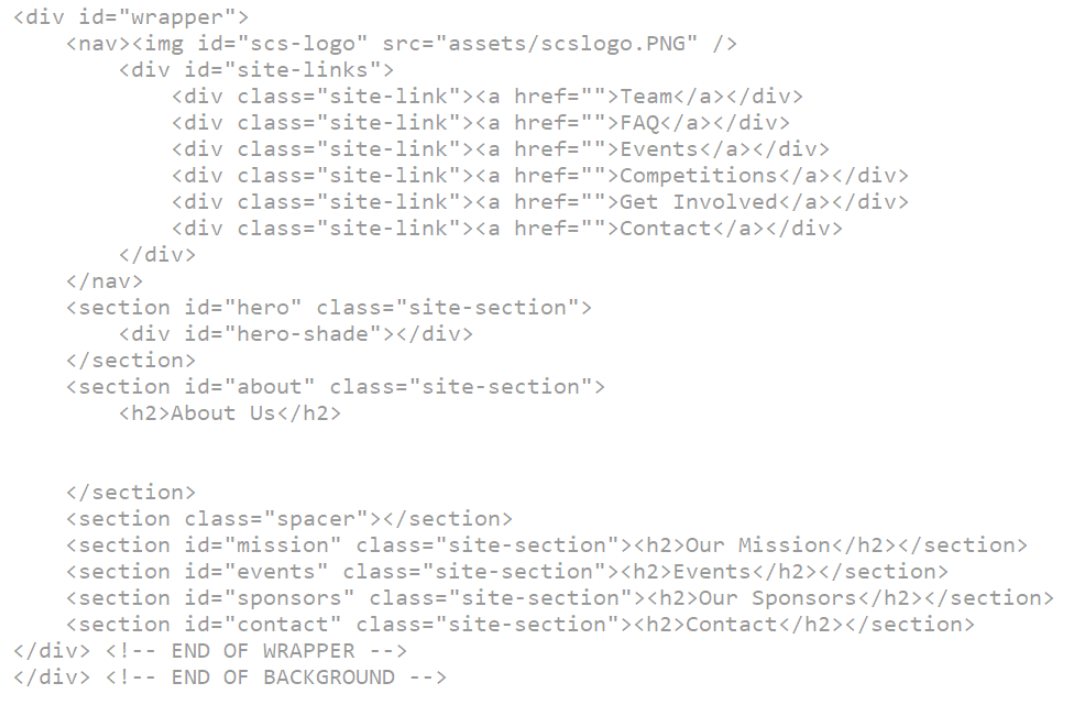 <div id="wrapper">
    <nav><img id="scs-logo" src="assets/scslogo.PNG" />
        <div id="site-links">
            <div class="site-link"><a href="">Team</a></div>
            <div class="site-link"><a href="">FAQ</a></div>
            <div class="site-link"><a href="">Events</a></div>
            <div class="site-link"><a href="">Competitions</a></div>
            <div class="site-link"><a href="">Get Involved</a></div>
            <div class="site-link"><a href="">Contact</a></div>
        </div>
    </nav>
    <section id="hero" class="site-section">
        <div id="hero-shade"></div>
    </section>
    <section id="about" class="site-section">
        <h2>About Us</h2>
    </section>
    <section class="spacer"></section>
    <section id="mission" class="site-section"><h2>Our Mission</h2></section>
    <section id="events" class="site-section"><h2>Events</h2></section>
    <section id="sponsors" class="site-section"><h2>Our Sponsors</h2></section>
    <section id="contact" class="site-section"><h2>Contact</h2></section>
</div> <!-- END OF WRAPPER -->
</div> <!-- END OF BACKGROUND -->